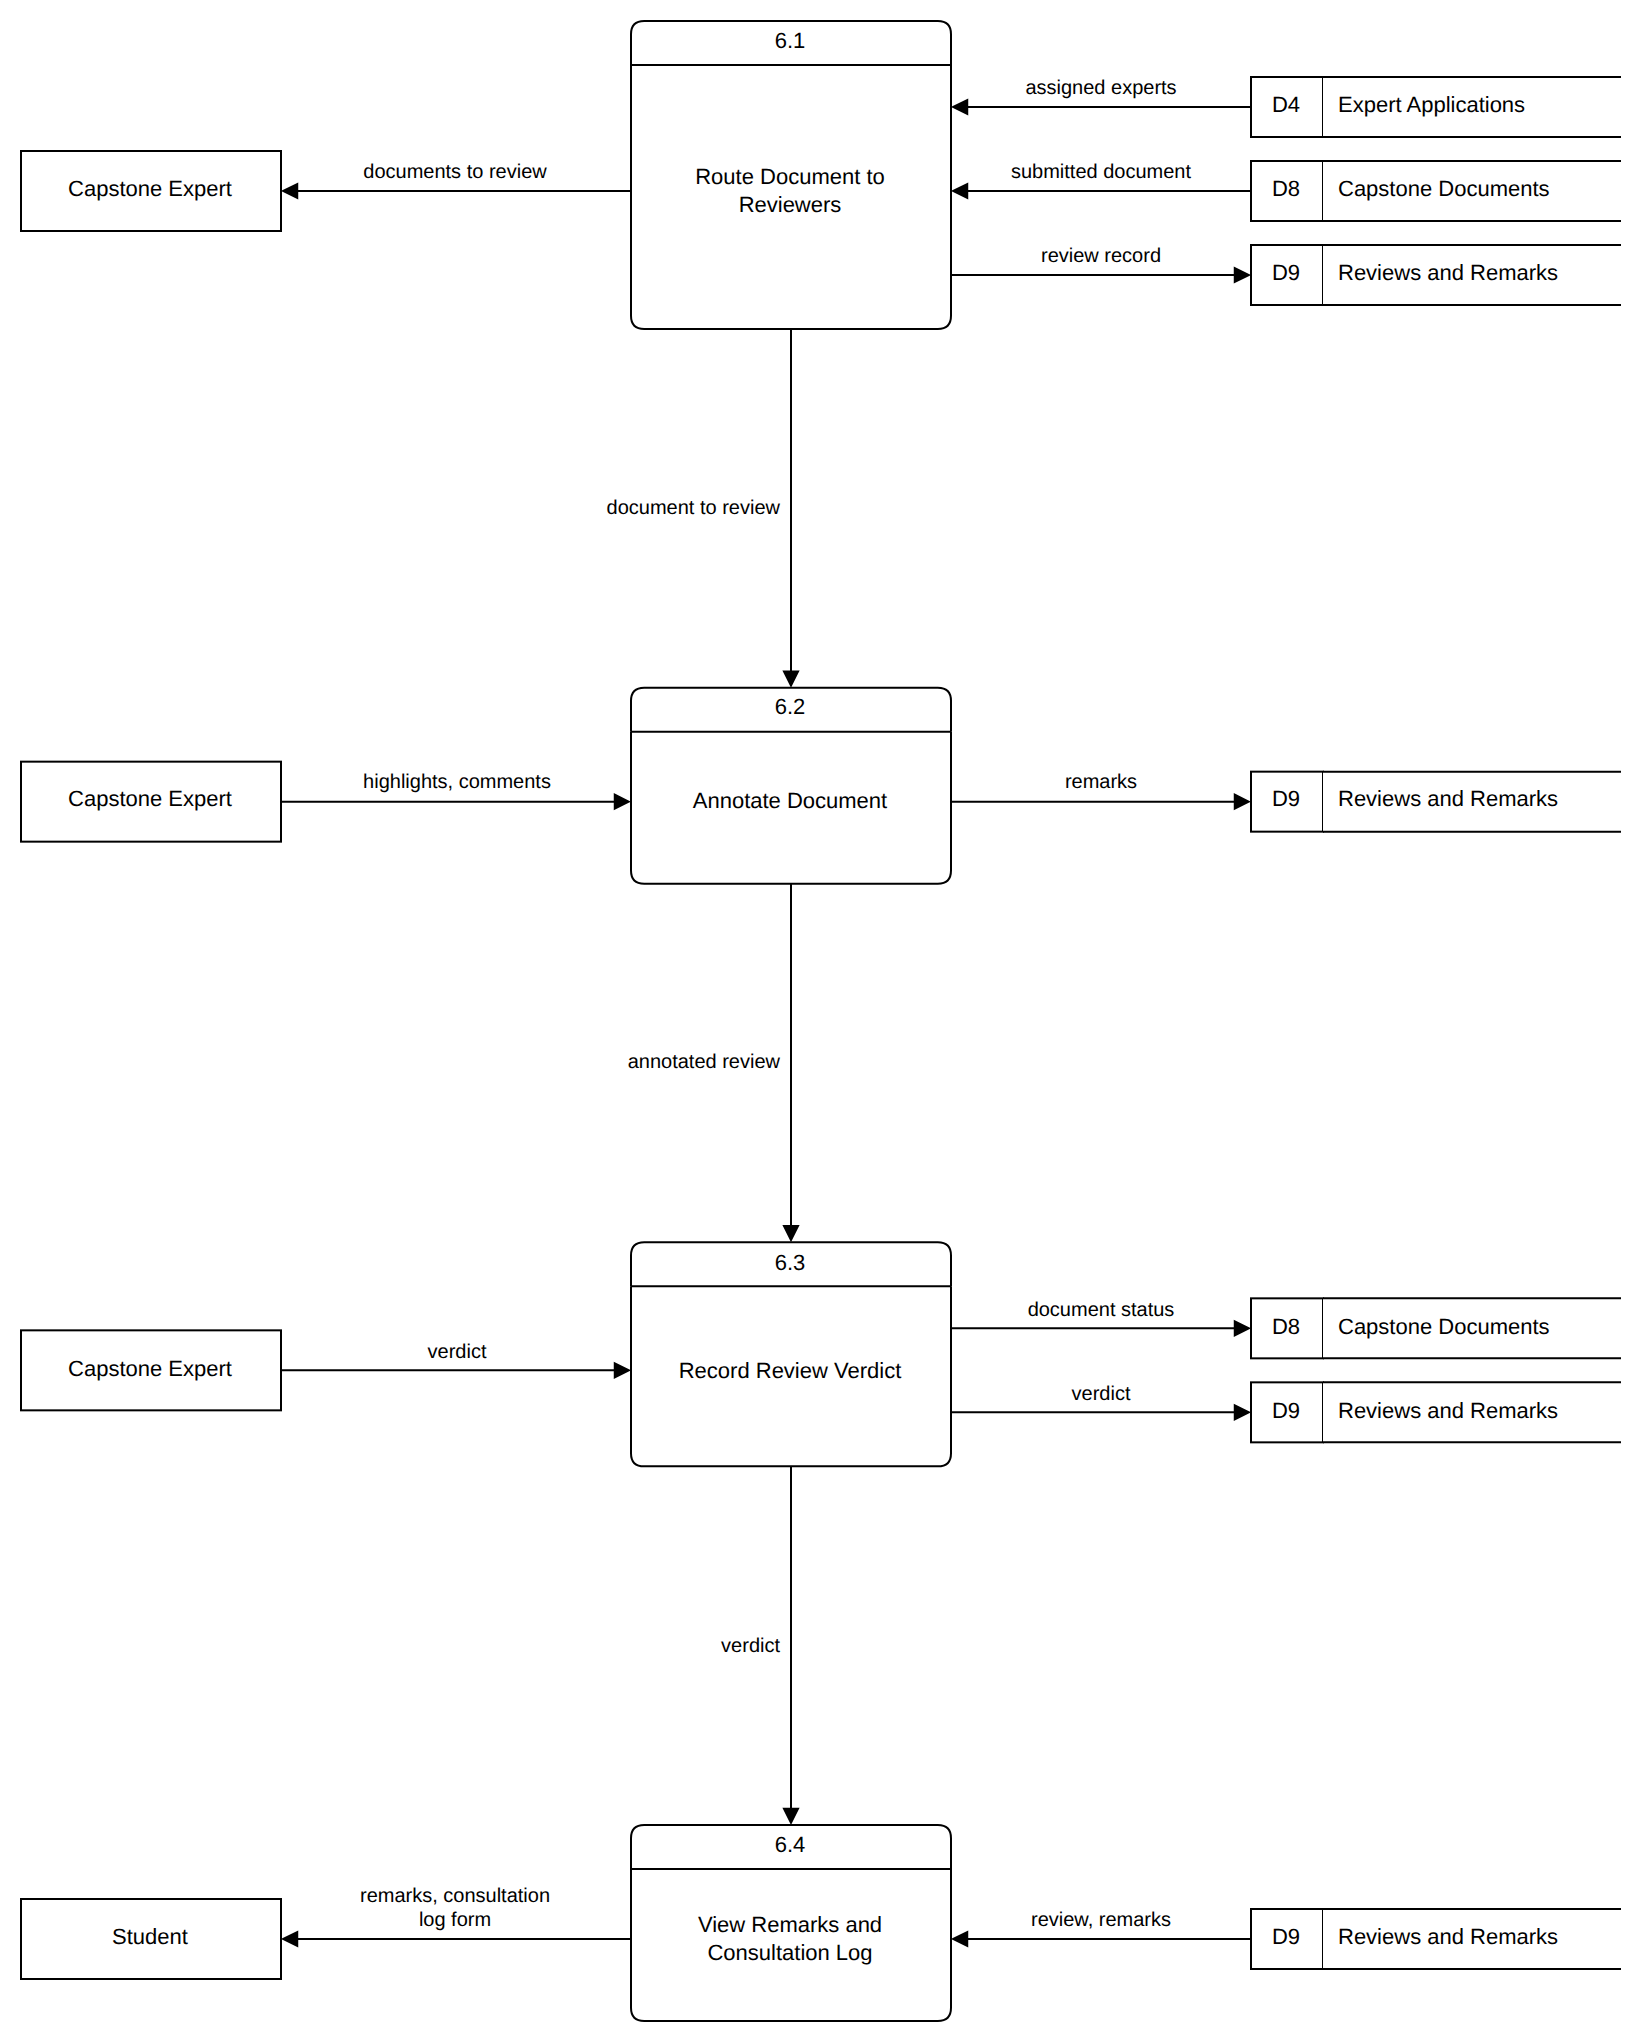 6.1
assigned experts
D4
Expert Applications
Capstone Expert
documents to review
Route Document to
Reviewers
submitted document
D8
Capstone Documents
review record
D9
Reviews and Remarks
document to review
6.2
Capstone Expert
highlights, comments
Annotate Document
remarks
D9
Reviews and Remarks
annotated review
6.3
document status
D8
Capstone Documents
Capstone Expert
verdict
Record Review Verdict
verdict
D9
Reviews and Remarks
verdict
6.4
Student
remarks, consultation
log form
View Remarks and
Consultation Log
review, remarks
D9
Reviews and Remarks